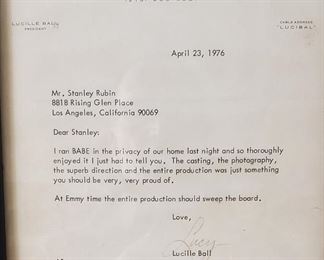 LUCILLE BALL
PRESIDENT
CABLE ADDRESS
"LUCIBAL"
April 23, 1976
Mr. Stanley Rubin
8818 Rising Glen Place
Los Angeles, California 90069
Dear Stanley:
I ran BABE in the privacy of our home last night and so thoroughly
enjoyed it I just had to tell you. The casting, the photography,
the superb direction and the entire production was just something
you should be very, very proud of.
At Emmy time the entire production should sweep the board.
Love,
Lucy
Lucille Ball